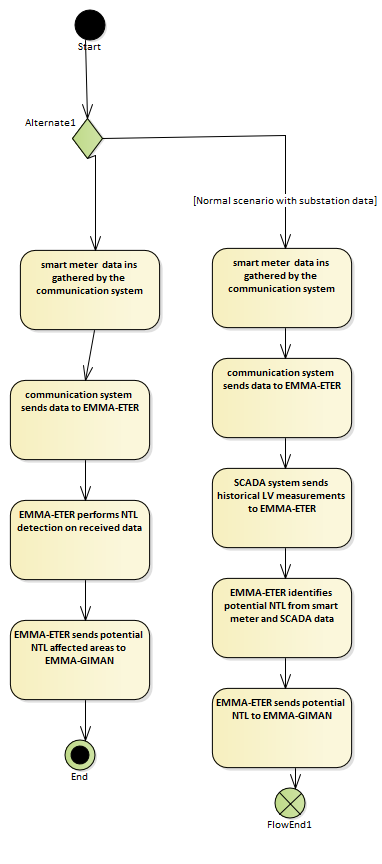 Start
Alternate1
[Normal scenario with substation data]
smart meter  data ins
gathered by the
communication system
communication system
sends data to EMMA-ETER
EMMA-ETER performs NTL
detection on received data
EMMA-ETER sends potential
NTL affected areas to
EMMA-GIMAN
End
smart meter  data ins
gathered by the
communication system
communication system
sends data to EMMA-ETER
SCADA system sends
historical LV measurements
to EMMA-ETER
EMMA-ETER identifies
potential NTL from smart
meter and SCADA data
EMMA-ETER sends potential
NTL to EMMA-GIMAN
FlowEnd1